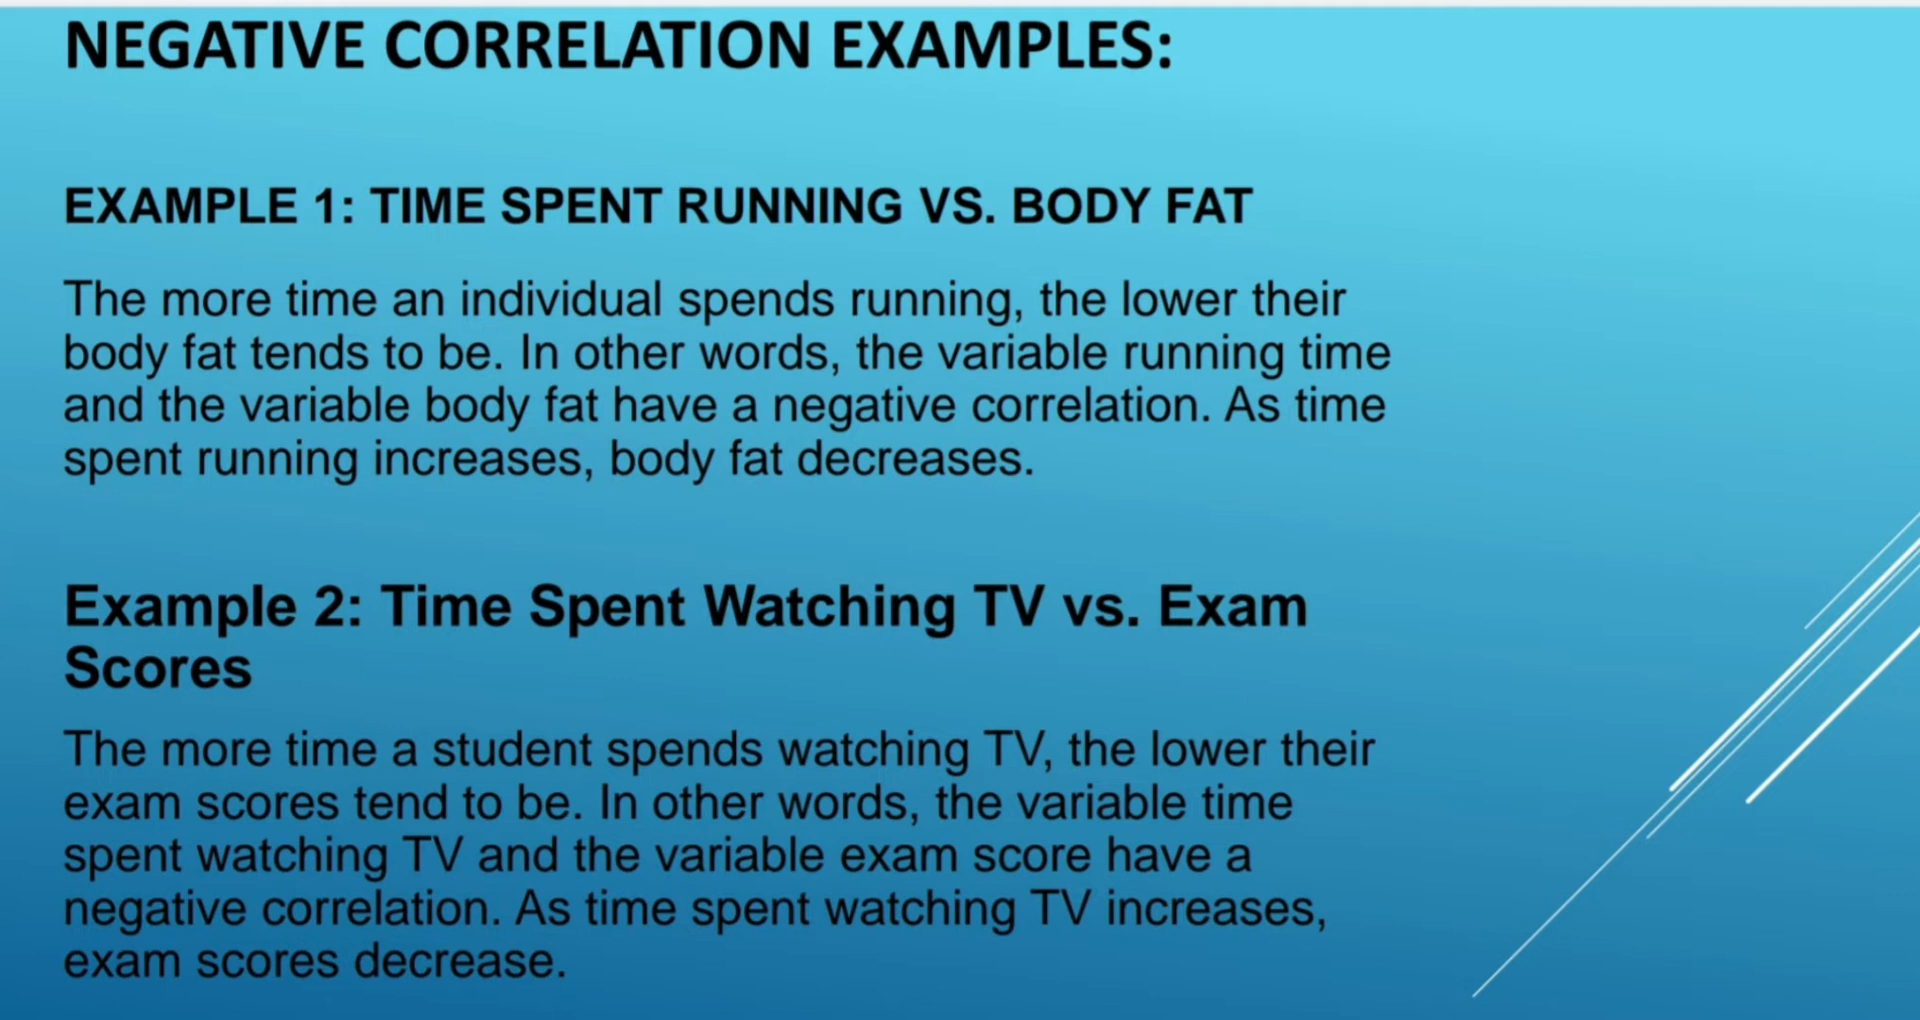 NEGATIVE CORRELATION EXAMPLES:
EXAMPLE 1: TIME SPENT RUNNING VS. BODY FAT
The more time an individual spends running, the lower their
body fat tends to be. In other words, the variable running time
and the variable body fat have a negative correlation. As time
spent running increases, body fat decreases.
Example 2: Time Spent Watching TV vs. Exam
Scores
The more time a student spends watching TV, the lower their
exam scores tend to be. In other words, the variable time
spent watching TV and the variable exam score have a
negative correlation. As time spent watching TV increases,
exam scores decrease.